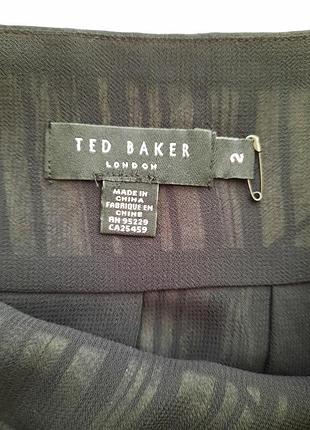 TED BAKER
LONDON
2
MADE IN
CHINA
FABRIQUE EN
CHINE
RN 95229
CA25459